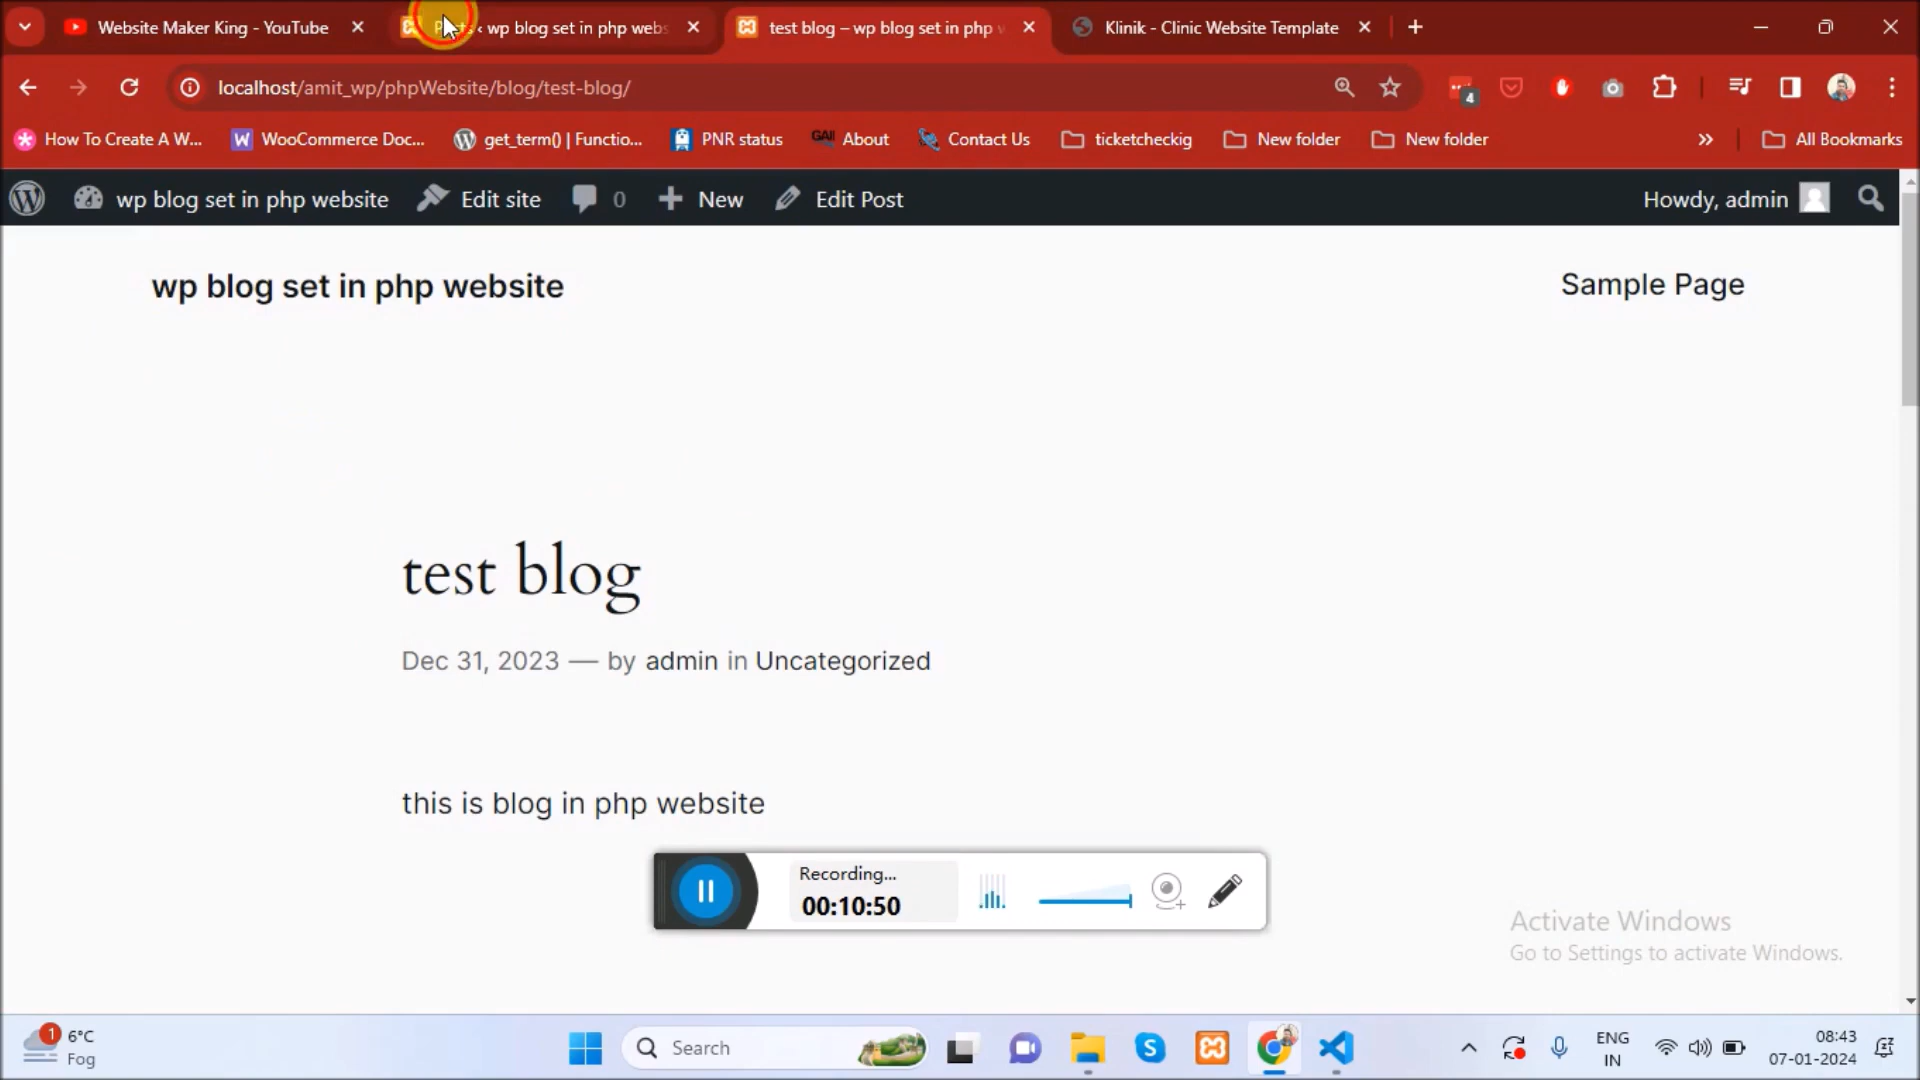 Website Maker King - YouTube
‹ wp blog set in php webs
test blog – wp blog set in php w
Klinik - Clinic Website Template
localhost/amit_wp/phpWebsite/blog/test-blog/
4
How To Create A W...
WooCommerce Doc...
get_term() | Functio...
PNR status
About
Contact Us
ticketcheckig
New folder
New folder
All Bookmarks
wp blog set in php website
Edit site
0
New
Edit Post
Howdy, admin
wp blog set in php website
Sample Page
test blog
Dec 31, 2023 — by admin in Uncategorized
this is blog in php website
Recording...
00:10:50
Activate Windows
Go to Settings to activate Windows.
1
6°C
Fog
Search
ENG
IN
08:43
07-01-2024